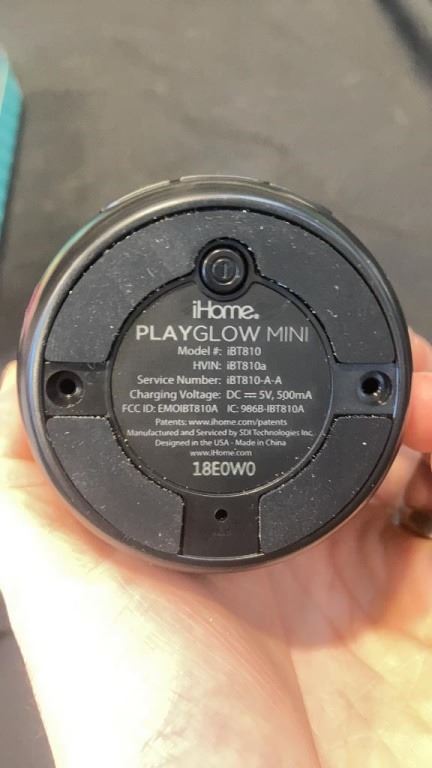 iHome®
PLAYGLOW MINI
Model #: iBT810
HVIN: iBT810a
Service Number: iBT810-A-A
Charging Voltage: DC ⎓ 5V, 500mA
FCC ID: EMOIBT810A IC: 986B-IBT810A
Patents: www.ihome.com/patents
Manufactured and Serviced by SDI Technologies Inc.
Designed in the USA - Made in China
www.iHome.com
18E0W0